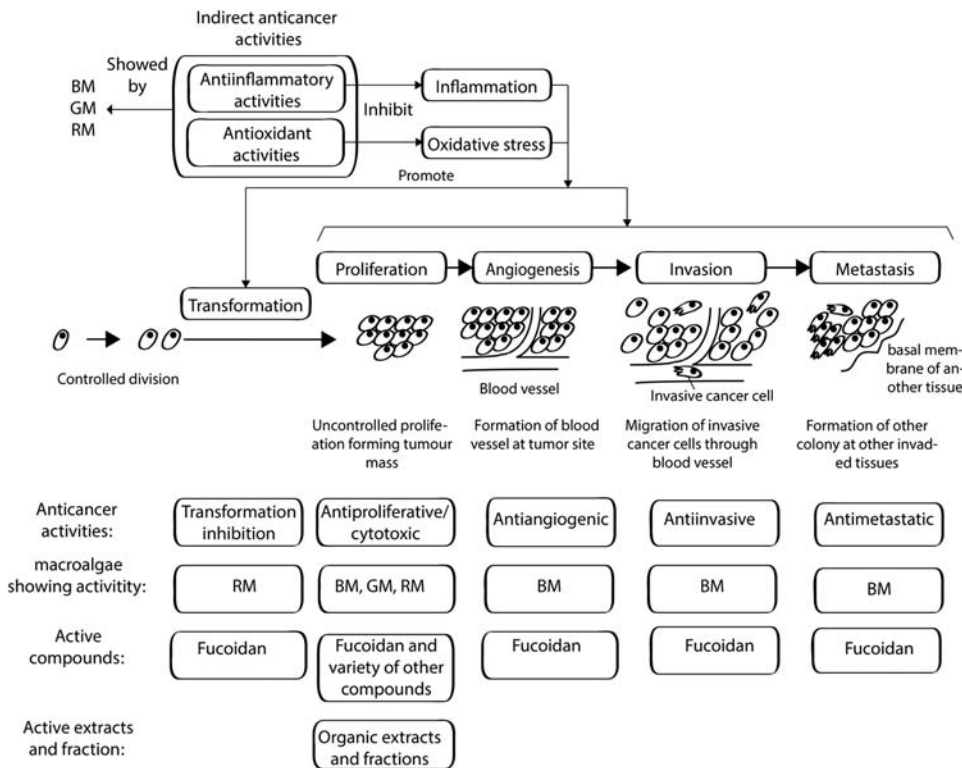 Indirect anticancer
activities
Showed
by
BM
GM
RM
Antiinflammatory
activities
Antioxidant
activities
Inhibit
Inflammation
Oxidative stress
Promote
Proliferation
Angiogenesis
Invasion
Metastasis
Transformation
Controlled division
Blood vessel
Invasive cancer cell
basal mem-
brane of an-
other tissue
Uncontrolled prolife-
ation forming tumour
mass
Formation of blood
vessel at tumor site
Migration of invasive
cancer cells through
blood vessel
Formation of other
colony at other invad-
ed tissues
Anticancer
activities:
Transformation
inhibition
Antiproliferative/
cytotoxic
Antiangiogenic
Antiinvasive
Antimetastatic
macroalgae
showing activitity:
RM
BM, GM, RM
BM
BM
BM
Active
compounds:
Fucoidan
Fucoidan and
variety of other
compounds
Fucoidan
Fucoidan
Fucoidan
Active extracts
and fraction:
Organic extracts
and fractions